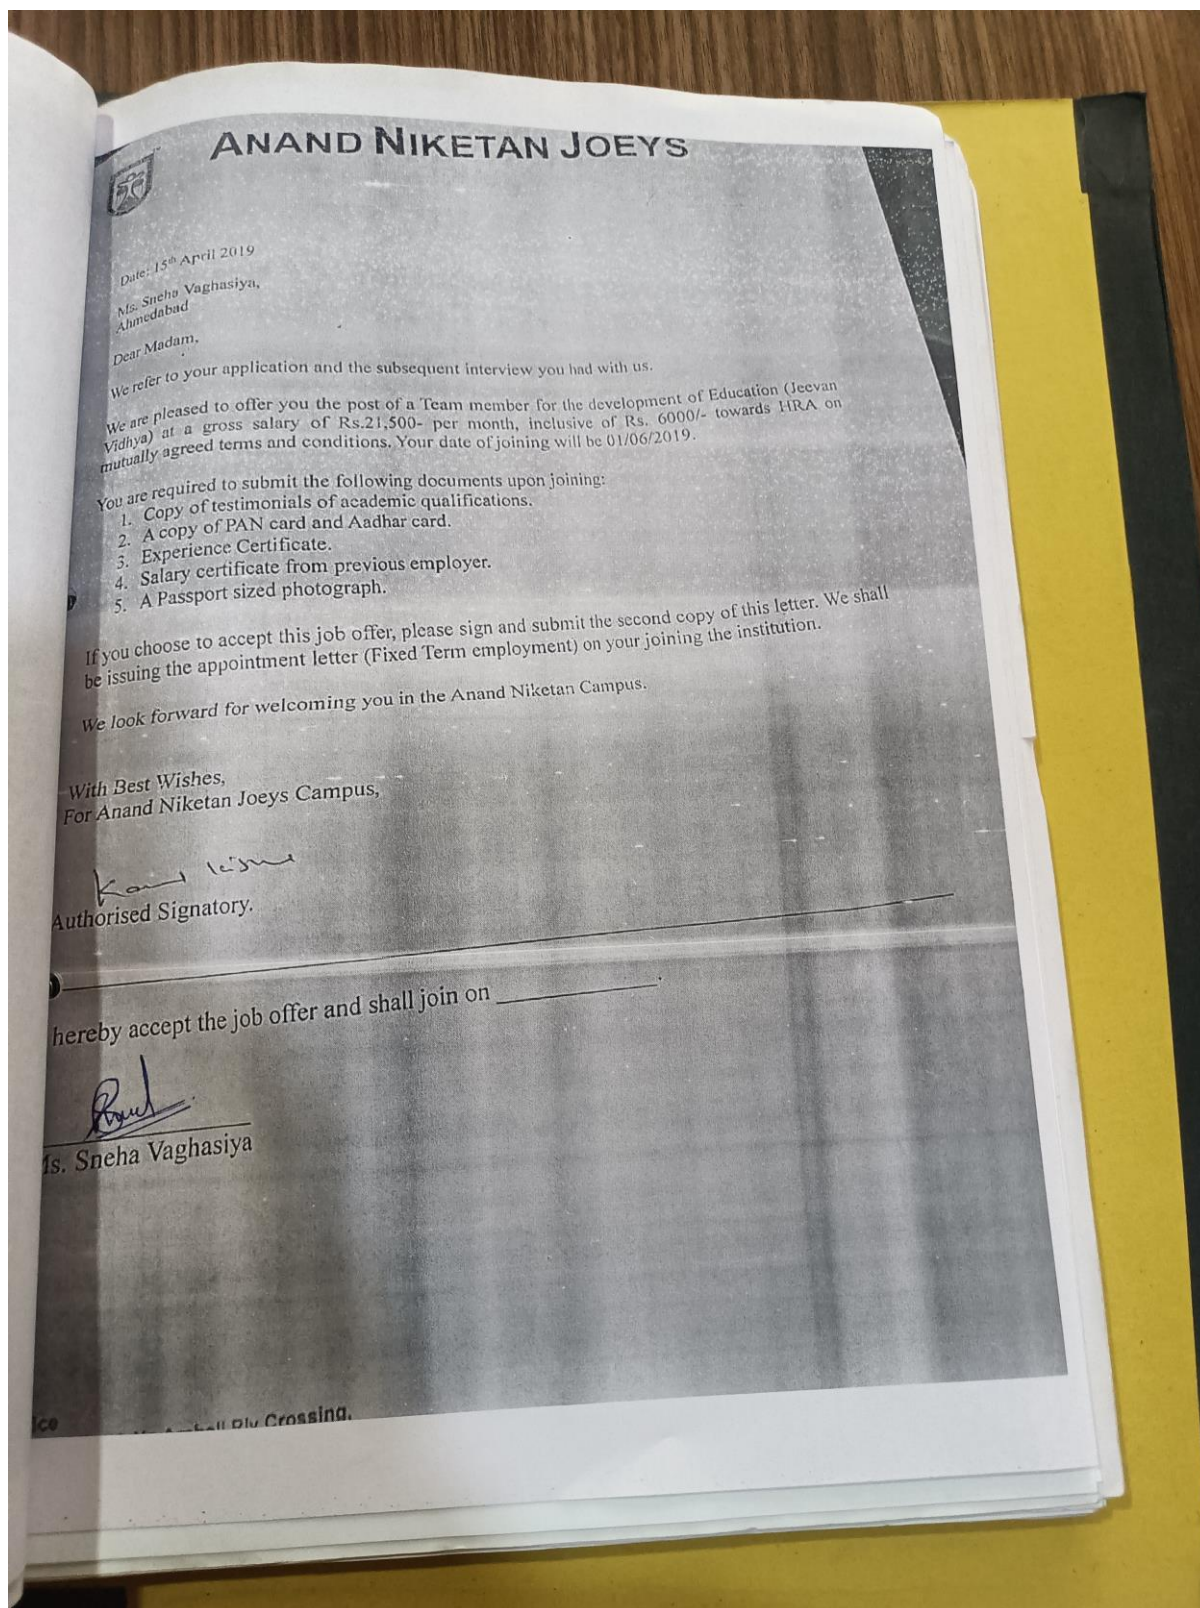 ANAND NIKETAN JOEYS
Date: 15th April 2019
Ms. Sneha Vaghasiya,
Ahmedabad
Dear Madam,
We refer to your application and the subsequent interview you had with us.
We are pleased to offer you the post of a Team member for the development of Education (Jeevan
Vidhya) at a gross salary of Rs.21,500- per month, inclusive of Rs. 6000/- towards HRA on
mutually agreed terms and conditions. Your date of joining will be 01/06/2019.
You are required to submit the following documents upon joining:
1. Copy of testimonials of academic qualifications.
2. A copy of PAN card and Aadhar card.
3. Experience Certificate.
4. Salary certificate from previous employer.
5. A Passport sized photograph.
If you choose to accept this job offer, please sign and submit the second copy of this letter. We shall
be issuing the appointment letter (Fixed Term employment) on your joining the institution.
We look forward for welcoming you in the Anand Niketan Campus.
With Best Wishes,
For Anand Niketan Joeys Campus,
Authorised Signatory.
hereby accept the job offer and shall join on ____________.
Ms. Sneha Vaghasiya
Crossing,